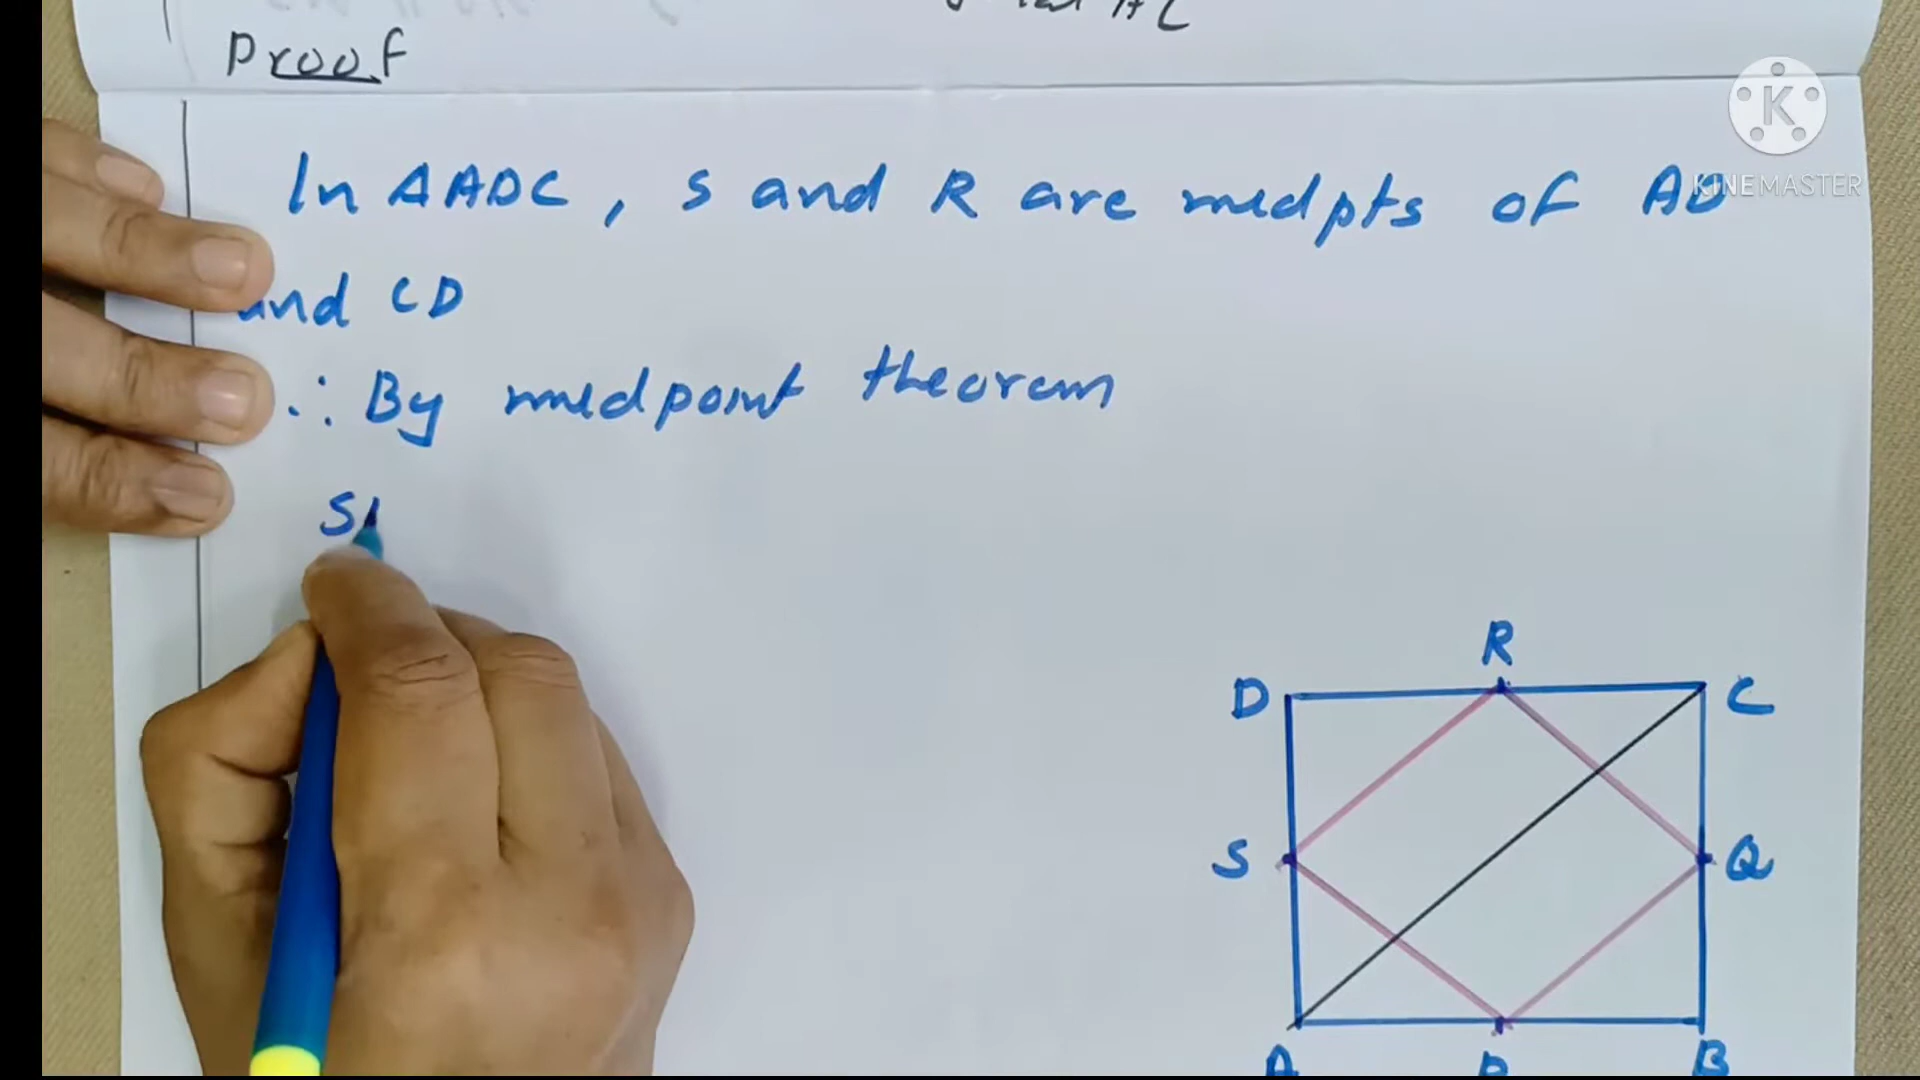 Proof
In ΔADC, S and R are midpts of AD
and CD
∴ By midpoint theorem
S
R
D
C
S
Q
A
P
B
K
KINEMASTER